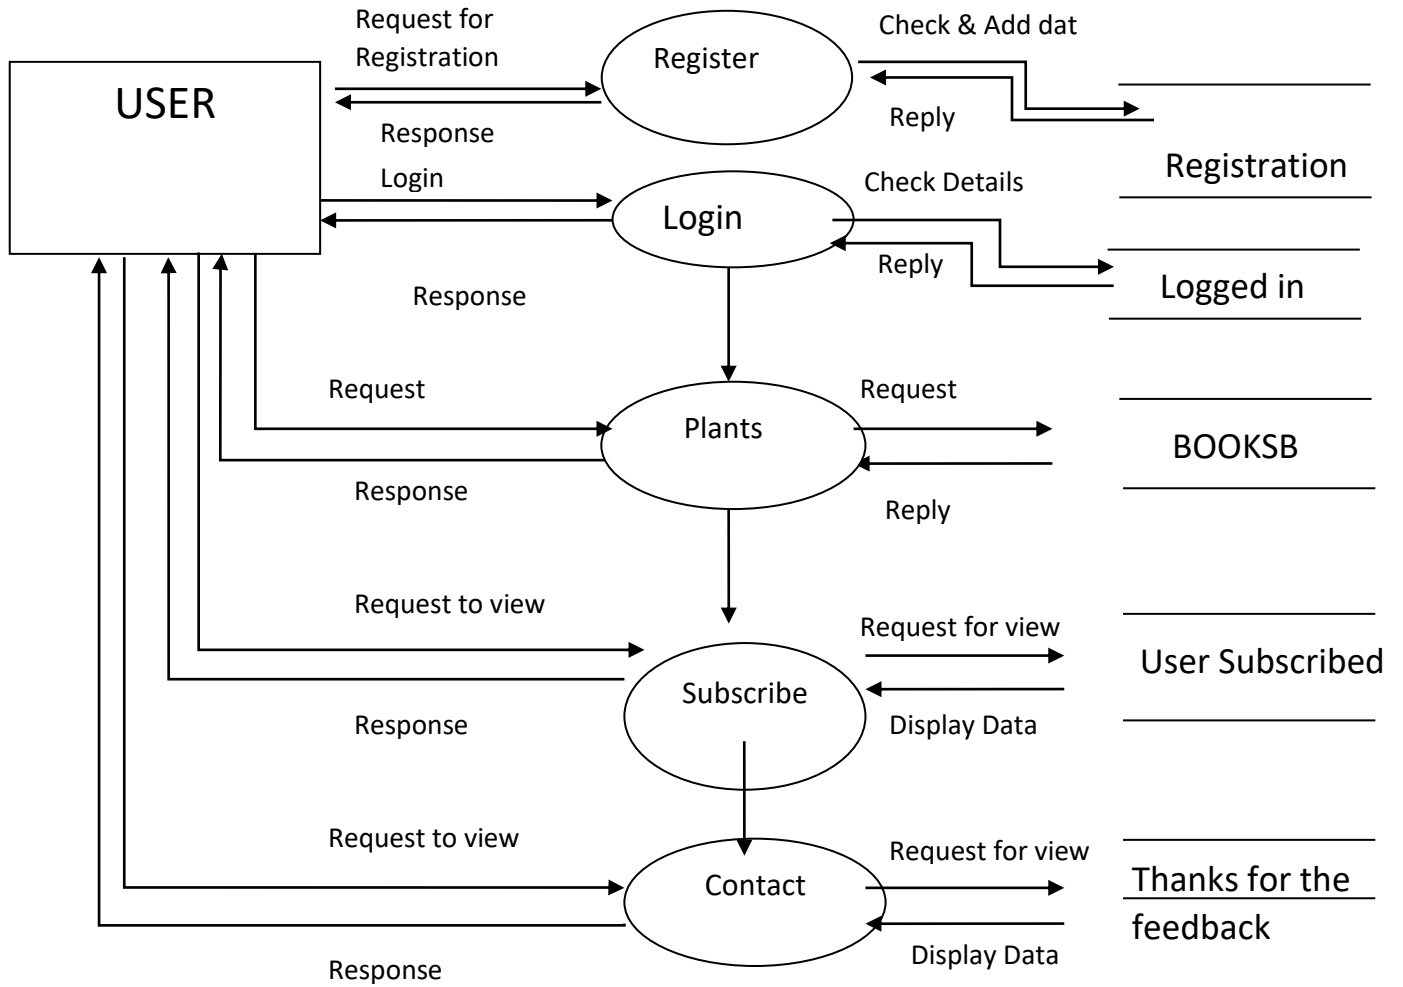 Request for
Registration
Register
Check & Add dat
USER
Response
Reply
Registration
Login
Login
Check Details
Reply
Response
Logged in
Request
Plants
Request
BOOKSB
Response
Reply
Request to view
Request for view
Subscribe
User Subscribed
Response
Display Data
Request to view
Request for view
Contact
Thanks for the
feedback
Display Data
Response